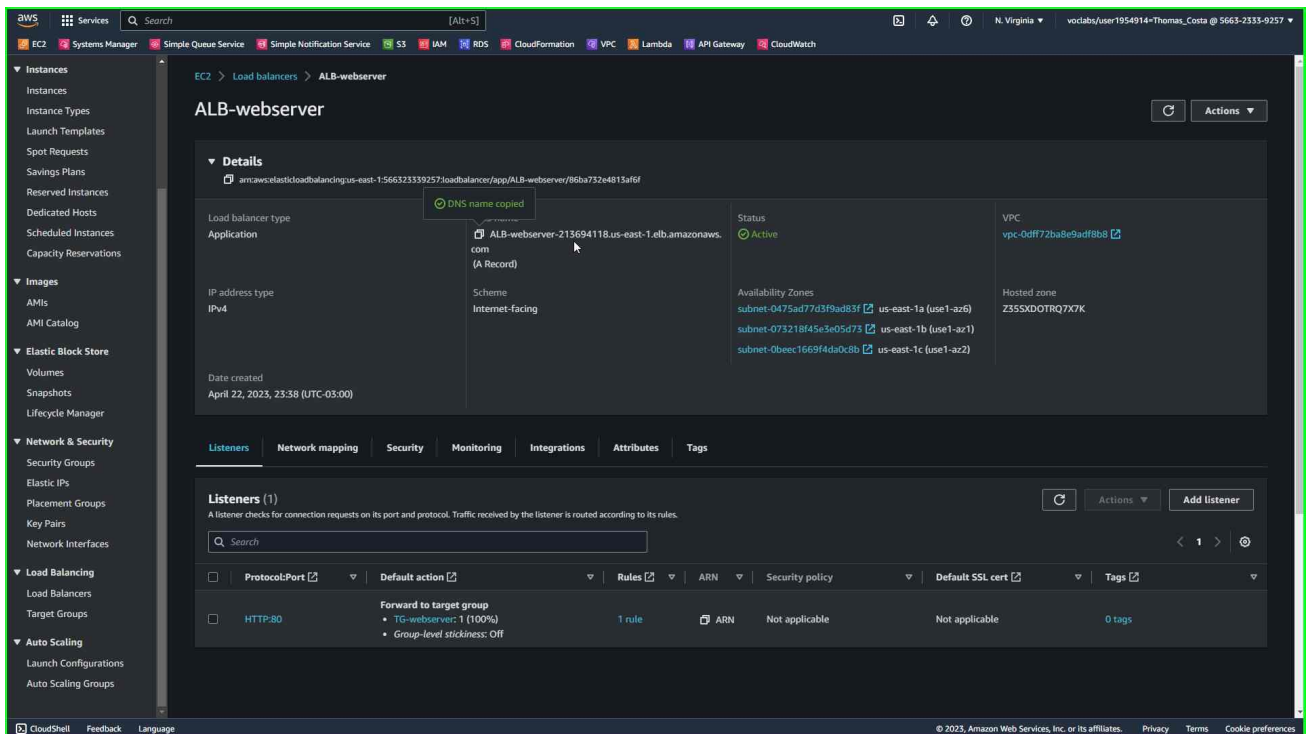 aws Services Search [Alt+S] N. Virginia voclabs/user1954914=Thomas_Costa @ 5663-2333-9257
EC2 Systems Manager Simple Queue Service Simple Notification Service S3 IAM RDS CloudFormation VPC Lambda API Gateway CloudWatch
Instances
Instances
Instance Types
Launch Templates
Spot Requests
Savings Plans
Reserved Instances
Dedicated Hosts
Scheduled Instances
Capacity Reservations
Images
AMIs
AMI Catalog
Elastic Block Store
Volumes
Snapshots
Lifecycle Manager
Network & Security
Security Groups
Elastic IPs
Placement Groups
Key Pairs
Network Interfaces
Load Balancing
Load Balancers
Target Groups
Auto Scaling
Launch Configurations
Auto Scaling Groups
EC2 > Load balancers > ALB-webserver
ALB-webserver
Actions
Details
arn:aws:elasticloadbalancing:us-east-1:566323339257:loadbalancer/app/ALB-webserver/86ba732e4813af6f
DNS name copied
Load balancer type
Application
ALB-webserver-213694118.us-east-1.elb.amazonaws.
com
(A Record)
Status
Active
VPC
vpc-0dff72ba8e9adf8b8
IP address type
IPv4
Scheme
Internet-facing
Availability Zones
subnet-0475ad77d3f9ad83f us-east-1a (use1-az6)
subnet-073218f45e3e05d73 us-east-1b (use1-az1)
subnet-0beec1669f4da0c8b us-east-1c (use1-az2)
Hosted zone
Z35SXDOTRQ7X7K
Date created
April 22, 2023, 23:38 (UTC-03:00)
Listeners Network mapping Security Monitoring Integrations Attributes Tags
Listeners (1)
A listener checks for connection requests on its port and protocol. Traffic received by the listener is routed according to its rules.
Actions Add listener
Search
1
Protocol:Port Default action Rules ARN Security policy Default SSL cert Tags
HTTP:80
Forward to target group
• TG-webserver: 1 (100%)
• Group-level stickiness: Off
1 rule ARN Not applicable Not applicable 0 tags
CloudShell Feedback Language © 2023, Amazon Web Services, Inc. or its affiliates. Privacy Terms Cookie preferences